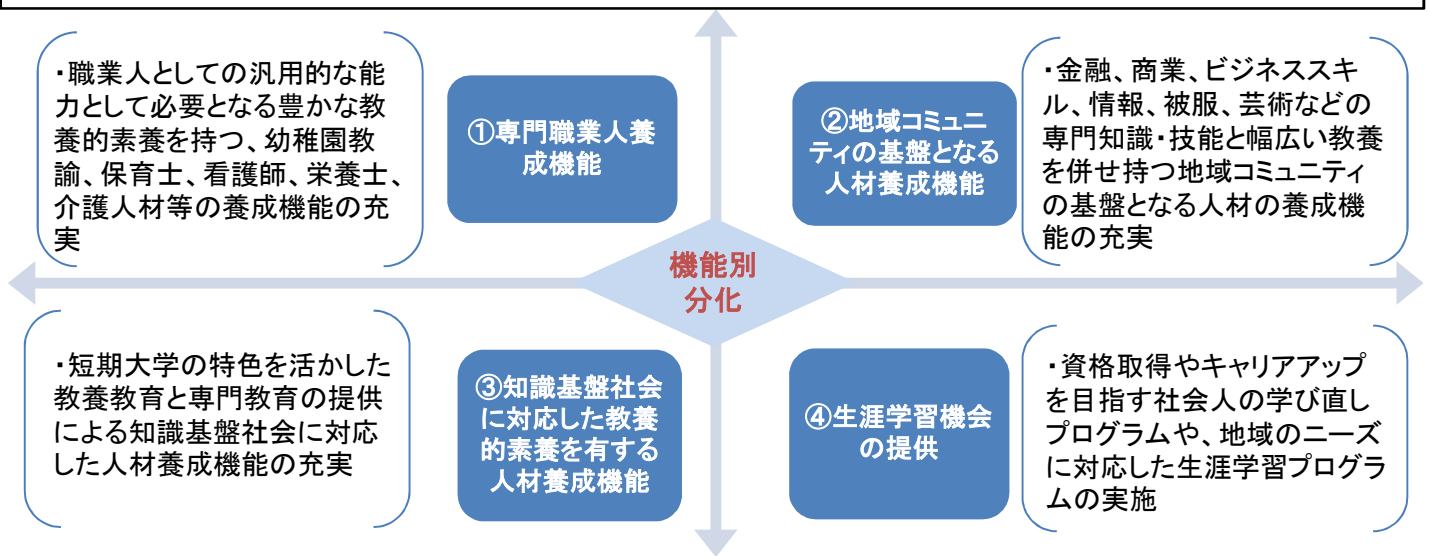 ・職業人としての汎用的な能
力として必要となる豊かな教
養的素養を持つ、幼稚園教
諭、保育士、看護師、栄養士、
介護人材等の養成機能の充
実
①専門職業人養
成機能
②地域コミュニ
ティの基盤となる
人材養成機能
・金融、商業、ビジネススキ
ル、情報、被服、芸術などの
専門知識・技能と幅広い教養
を併せ持つ地域コミュニティ
の基盤となる人材の養成機
能の充実
機能別
分化
・短期大学の特色を活かした
教養教育と専門教育の提供
による知識基盤社会に対応
した人材養成機能の充実
③知識基盤社会
に対応した教養
的素養を有する
人材養成機能
④生涯学習機会
の提供
・資格取得やキャリアアップ
を目指す社会人の学び直し
プログラムや、地域のニーズ
に対応した生涯学習プログラ
ムの実施